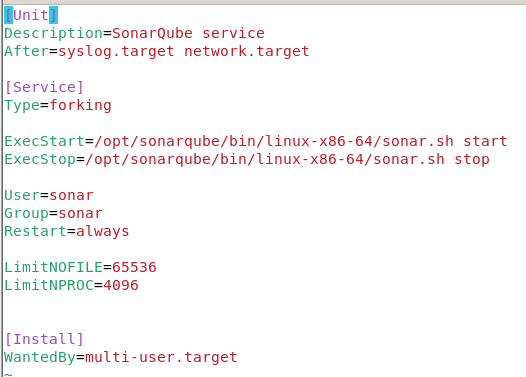 [Unit]
Description=SonarQube service
After=syslog.target network.target
[Service]
Type=forking
ExecStart=/opt/sonarqube/bin/linux-x86-64/sonar.sh start
ExecStop=/opt/sonarqube/bin/linux-x86-64/sonar.sh stop
User=sonar
Group=sonar
Restart=always
LimitNOFILE=65536
LimitNPROC=4096
[Install]
WantedBy=multi-user.target
~